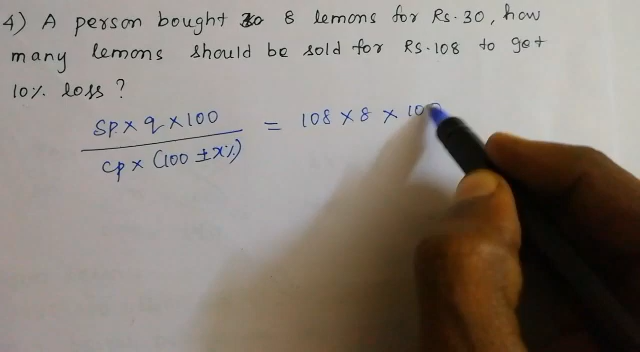 4) A person bought 8 lemons for Rs.30, how
many lemons should be sold for Rs.108 to get
10% loss ?
SP × q × 100 / CP × (100 ± x%) = 108 × 8 × 100